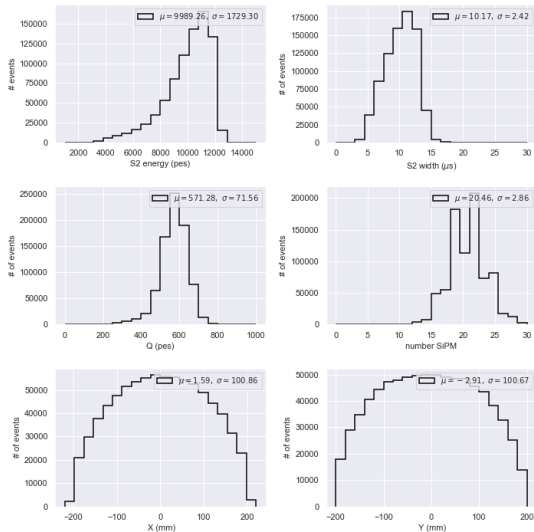 # events
150000
125000
100000
75000
50000
25000
0
μ = 9989.26, σ = 1729.30
2000 4000 6000 8000 10000 12000 14000
S2 energy (pes)
# of events
175000
150000
125000
100000
75000
50000
25000
0
μ = 10.17, σ = 2.42
0 5 10 15 20 25 30
S2 width (μs)
# of events
250000
200000
150000
100000
50000
0
μ = 571.28, σ = 71.56
0 200 400 600 800 1000
Q (pes)
# of events
200000
150000
100000
50000
0
μ = 20.46, σ = 2.86
0 5 10 15 20 25 30
number SiPM
# of events
50000
40000
30000
20000
10000
0
μ = 1.59, σ = 100.86
−200 −100 0 100 200
X (mm)
# of events
50000
40000
30000
20000
10000
0
μ = −2.91, σ = 100.67
−200 −100 0 100 200
Y (mm)